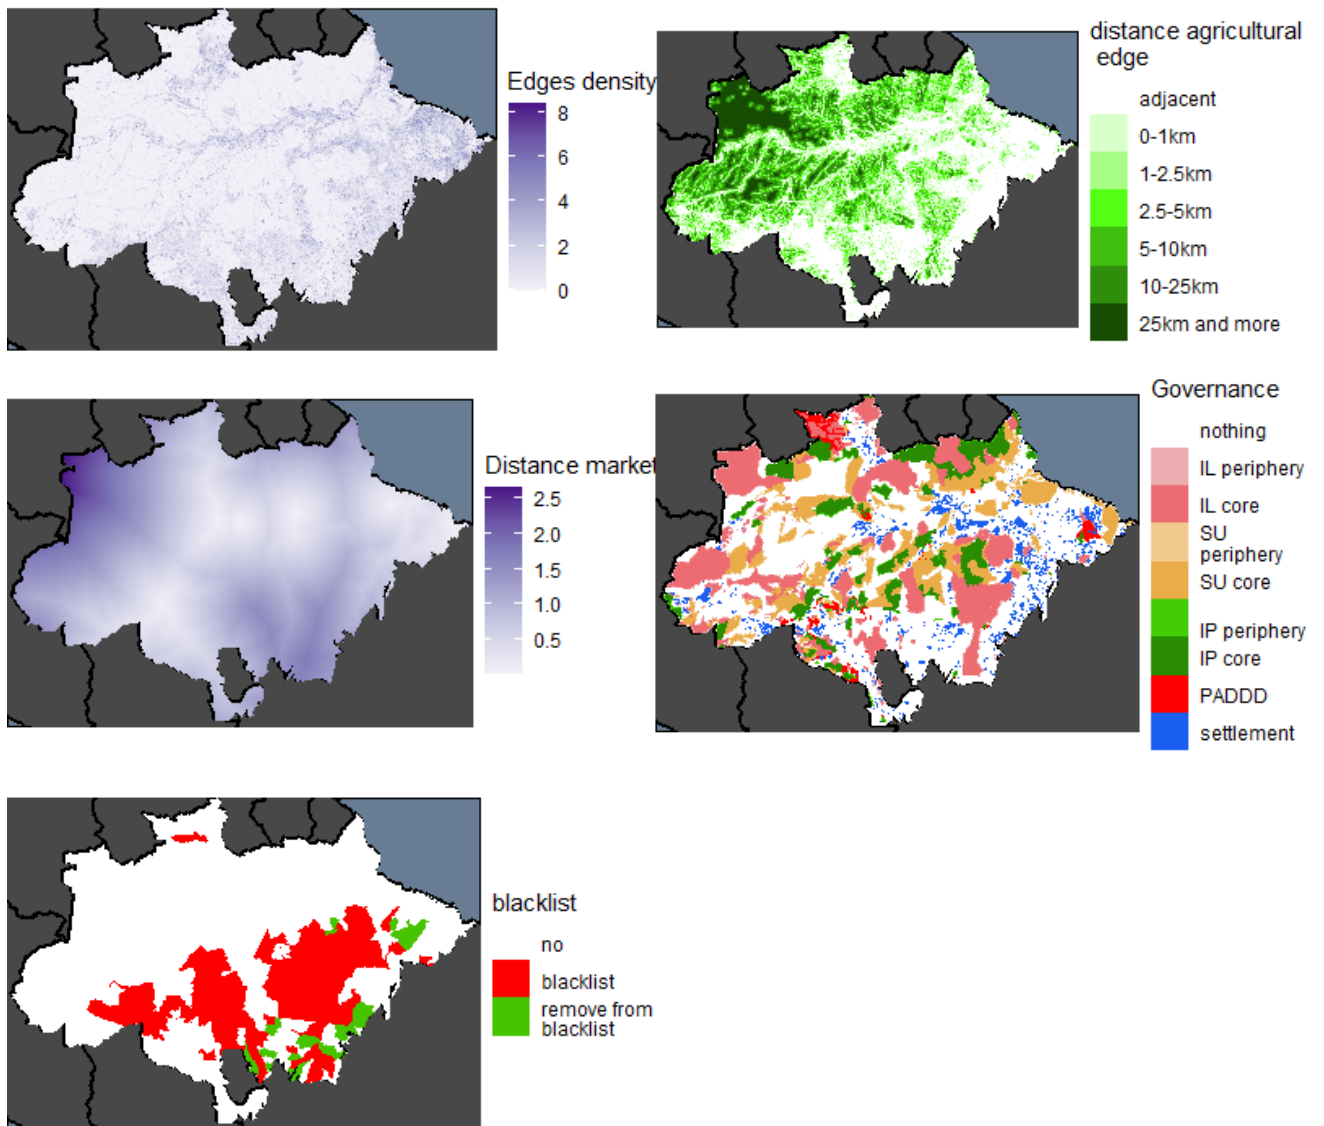 Edges density
8
6
4
2
0
distance agricultural
edge
adjacent
0-1km
1-2.5km
2.5-5km
5-10km
10-25km
25km and more
Distance market
2.5
2.0
1.5
1.0
0.5
Governance
nothing
IL periphery
IL core
SU
periphery
SU core
IP periphery
IP core
PADDD
settlement
blacklist
no
blacklist
remove from
blacklist